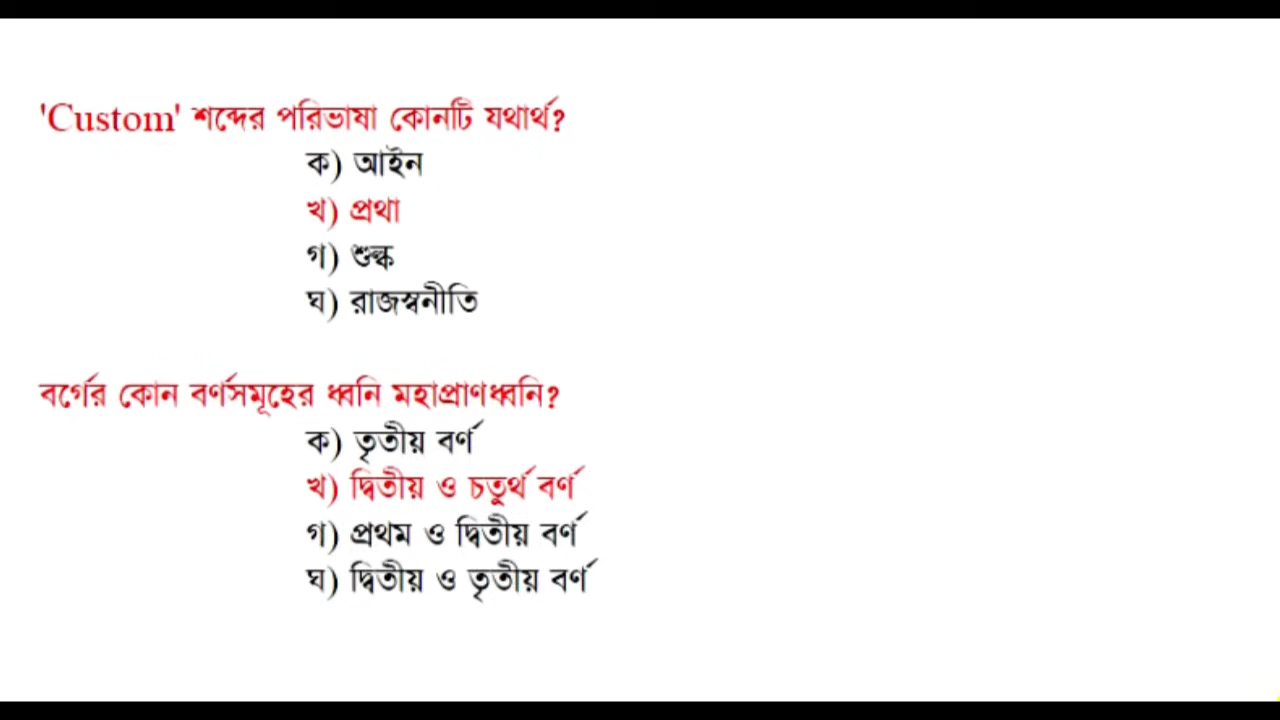 'Custom' শব্দের পরিভাষা কোনটি যথার্থ?
ক) আইন
খ) প্রথা
গ) শুল্ক
ঘ) রাজস্বনীতি
বর্গের কোন বর্ণসমূহের ধ্বনি মহাপ্রাণধ্বনি?
ক) তৃতীয় বর্ণ
খ) দ্বিতীয় ও চতুর্থ বর্ণ
গ) প্রথম ও দ্বিতীয় বর্ণ
ঘ) দ্বিতীয় ও তৃতীয় বর্ণ